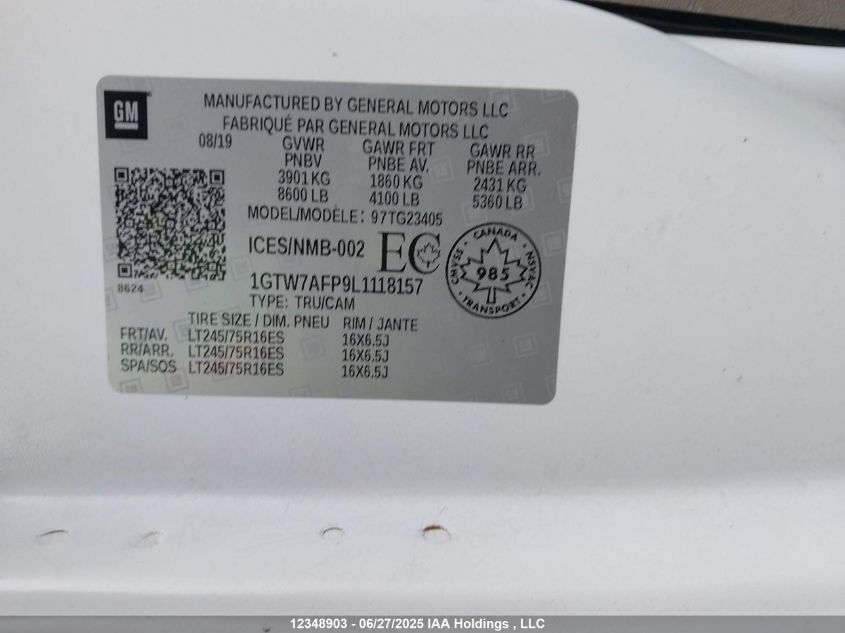 GM
MANUFACTURED BY GENERAL MOTORS LLC
FABRIQUÉ PAR GENERAL MOTORS LLC
08/19 GVWR GAWR FRT GAWR RR
PNBV PNBE AV. PNBE ARR.
3901 KG 1860 KG 2431 KG
8600 LB 4100 LB 5360 LB
MODEL/MODÈLE: 97TG23405
ICES/NMB-002 EC
CANADA
CMVSS 985 NSVAC
TRANSPORT
8624
1GTW7AFP9L1118157
TYPE: TRU/CAM
TIRE SIZE / DIM. PNEU RIM / JANTE
FRT/AV. LT245/75R16ES 16X6.5J
RR/ARR. LT245/75R16ES 16X6.5J
SPA/SOS LT245/75R16ES 16X6.5J
12348903 - 06/27/2025 IAA Holdings , LLC